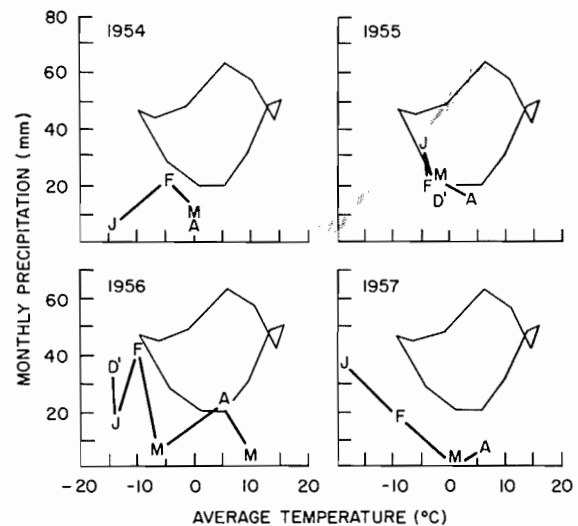 MONTHLY PRECIPITATION (mm)
80
60
40
20
1954
J
F
M
A
1955
J
F
M
D'
A
60
40
20
1956
D'
J
F
M
A
M
1957
J
F
M
A
-20
-10
0
10
20
-10
0
10
20
AVERAGE TEMPERATURE (°C)